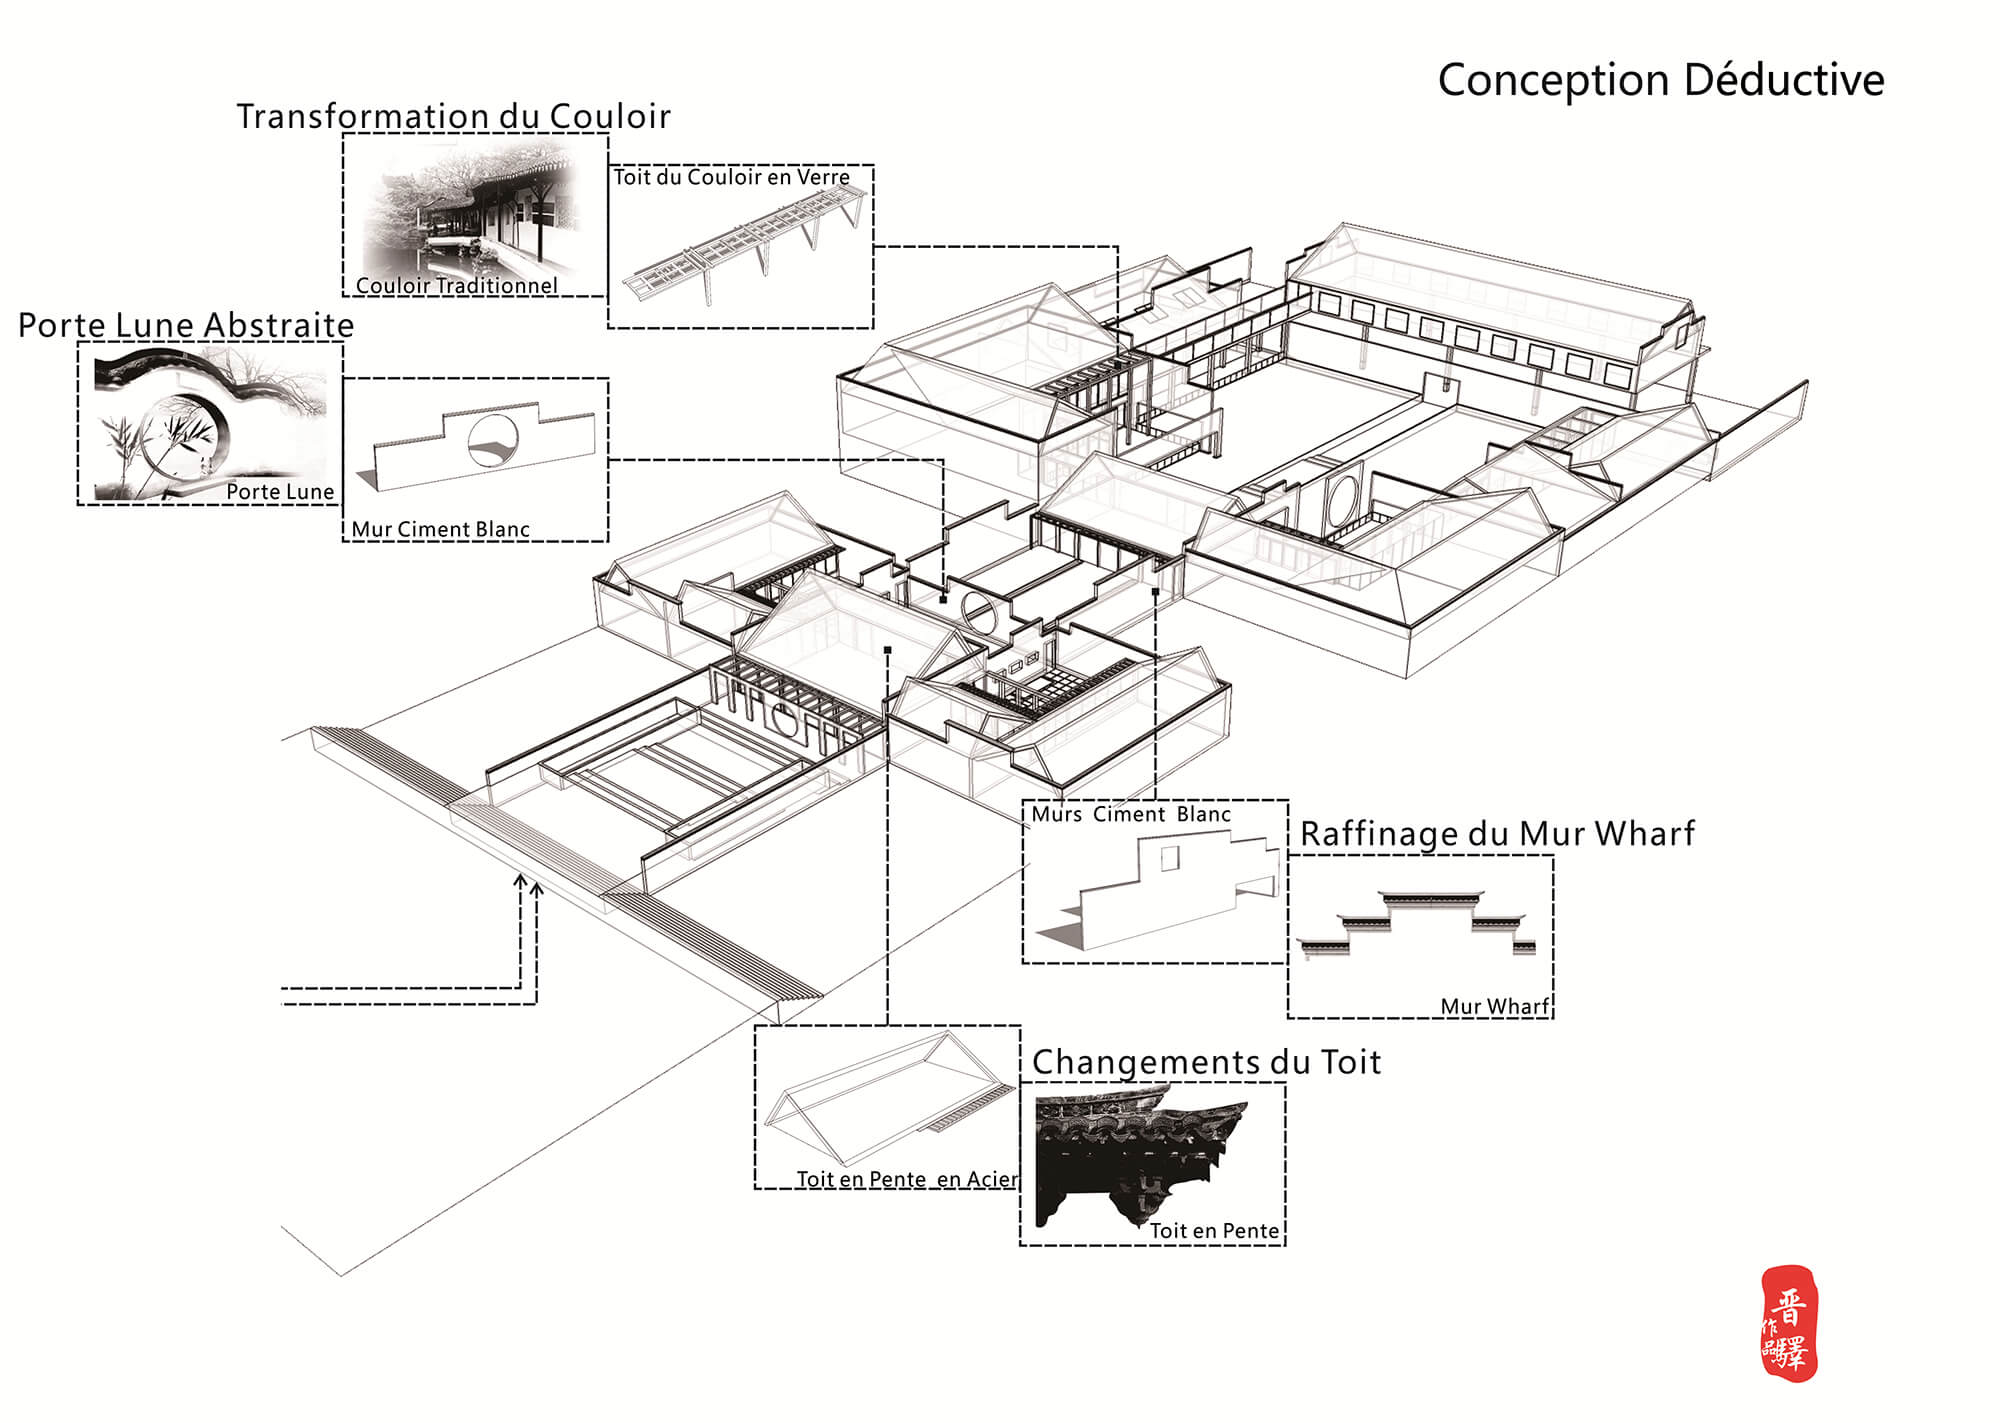 Conception Déductive
Transformation du Couloir
Toit du Couloir en Verre
Couloir Traditionnel
Porte Lune Abstraite
Porte Lune
Mur Ciment Blanc
Murs Ciment Blanc
Raffinage du Mur Wharf
Mur Wharf
Changements du Toit
Toit en Pente en Acier
Toit en Pente
晋驛
作品